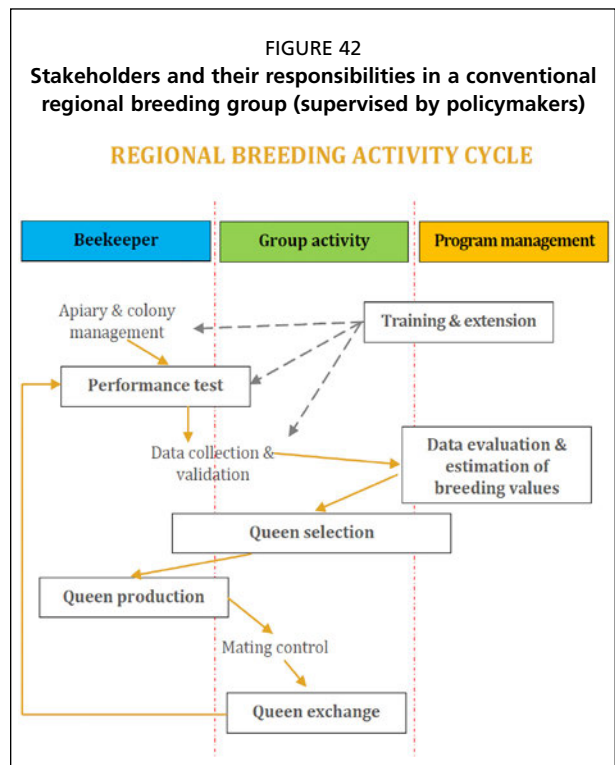 FIGURE 42
Stakeholders and their responsibilities in a conventional
regional breeding group (supervised by policymakers)
REGIONAL BREEDING ACTIVITY CYCLE
Beekeeper
Group activity
Program management
Apiary & colony
management
Training & extension
Performance test
Data collection &
validation
Data evaluation &
estimation of
breeding values
Queen selection
Queen production
Mating control
Queen exchange